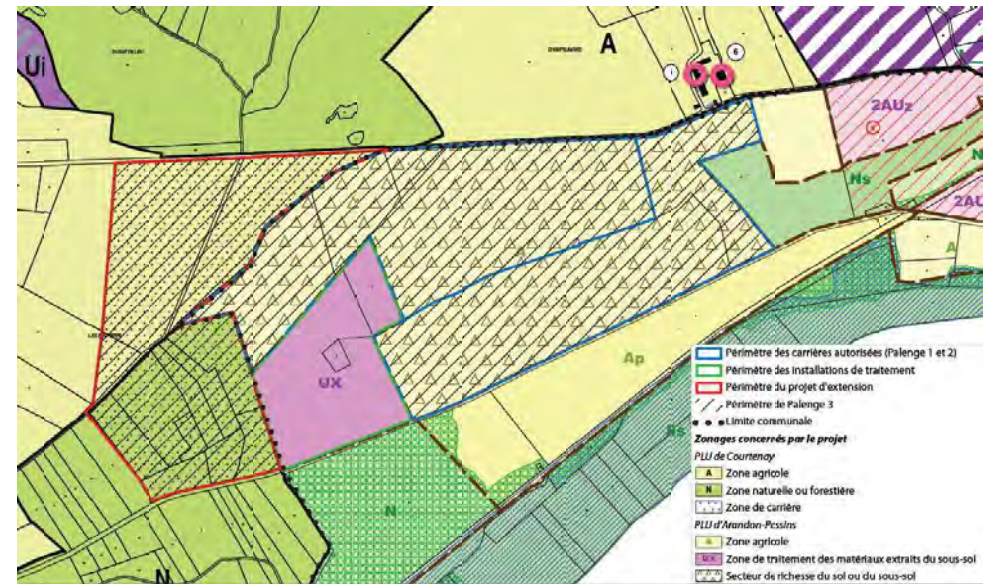 Ui
A
6
2AUz
Ns
N
2AU
A
Ap
UX
Rs
N
N
Périmètre des carrières autorisées (Palenge 1 et 2)
Périmètre des installations de traitement
Périmètre du projet d'extension
Périmètre de Palenge 3
Limite communale
Zonages concernés par le projet
PLU de Courtenay
A Zone agricole
N Zone naturelle ou forestière
Zone de carrière
PLU d'Arandon-Passins
A Zone agricole
UX Zone de traitement des matériaux extraits du sous-sol
Secteur de richesse du sol ou du sous-sol